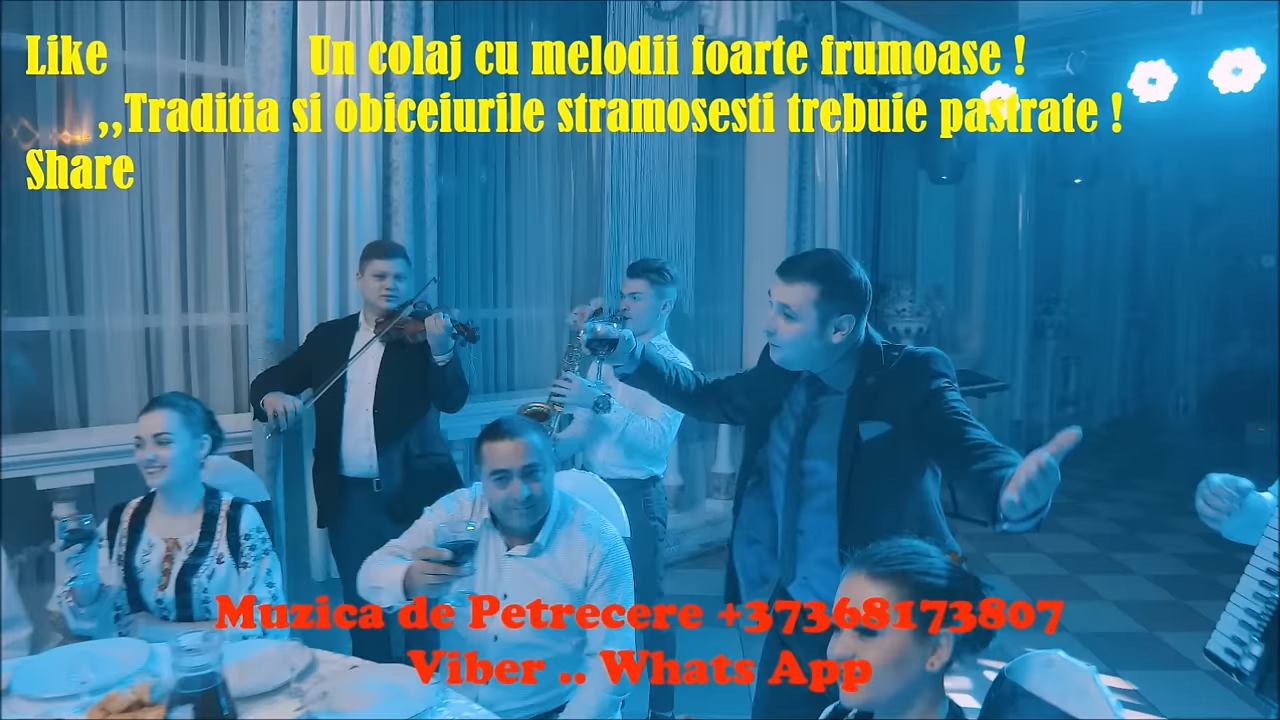 Like Un colaj cu melodii foarte frumoase !
,,Traditia si obiceiurile stramosesti trebuie pastrate !
Share
Muzica de Petrecere +37368173807
Viber .. Whats App